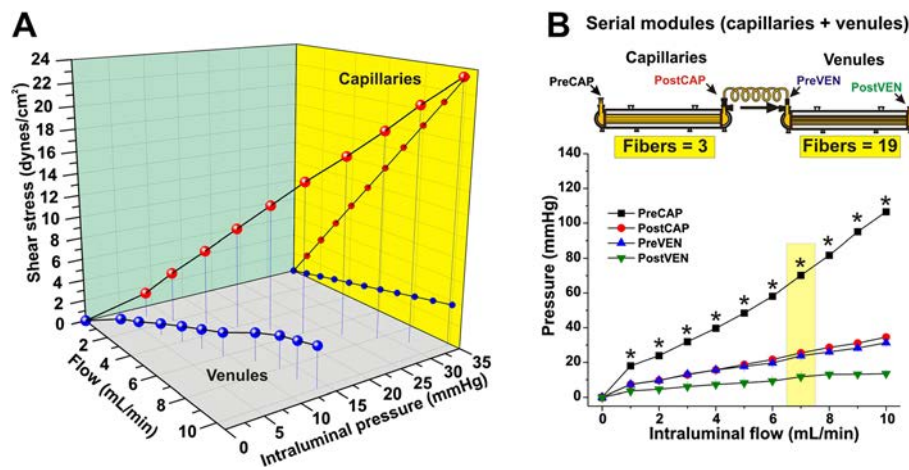 A
24
22
20
18
16
14
12
10
8
6
4
2
0
Shear stress (dynes/cm²)
Capillaries
Venules
2
4
6
8
10
Flow (mL/min)
0
5
10
15
20
25
30
35
Intraluminal pressure (mmHg)
B
Serial modules (capillaries + venules)
Capillaries
Venules
PreCAP
PostCAP
PreVEN
PostVEN
Fibers = 3
Fibers = 19
140
120
100
80
60
40
20
0
Pressure (mmHg)
PreCAP
PostCAP
PreVEN
PostVEN
* * * * * * * * * *
0 2 4 6 8 10
Intraluminal flow (mL/min)